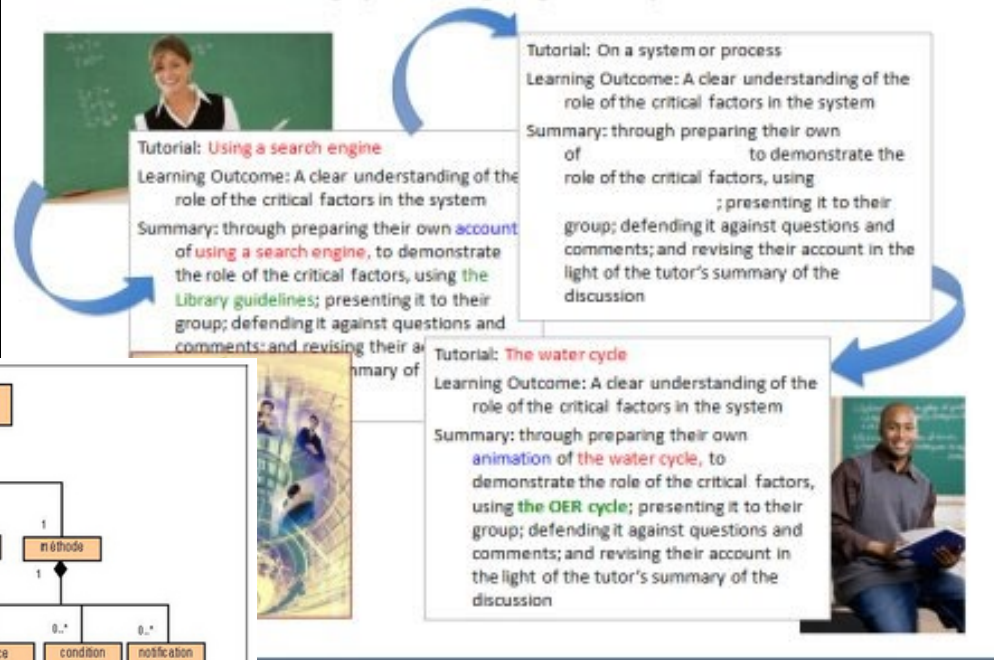 Tutorial: On a system or process
Learning Outcome: A clear understanding of the
role of the critical factors in the system
Summary: through preparing their own
of to demonstrate the
role of the critical factors, using
; presenting it to their
group; defending it against questions and
comments; and revising their account in the
light of the tutor's summary of the
discussion
Tutorial: Using a search engine
Learning Outcome: A clear understanding of the
role of the critical factors in the system
Summary: through preparing their own account
of using a search engine, to demonstrate
the role of the critical factors, using the
Library guidelines; presenting it to their
group; defending it against questions and
comments; and revising their
mmary of
Tutorial: The water cycle
Learning Outcome: A clear understanding of the
role of the critical factors in the system
Summary: through preparing their own
animation of the water cycle, to
demonstrate the role of the critical factors,
using the OER cycle; presenting it to their
group; defending it against questions and
comments; and revising their account in
the light of the tutor's summary of the
discussion
1
méthode
1
0..*
0..*
ce
condition
notification